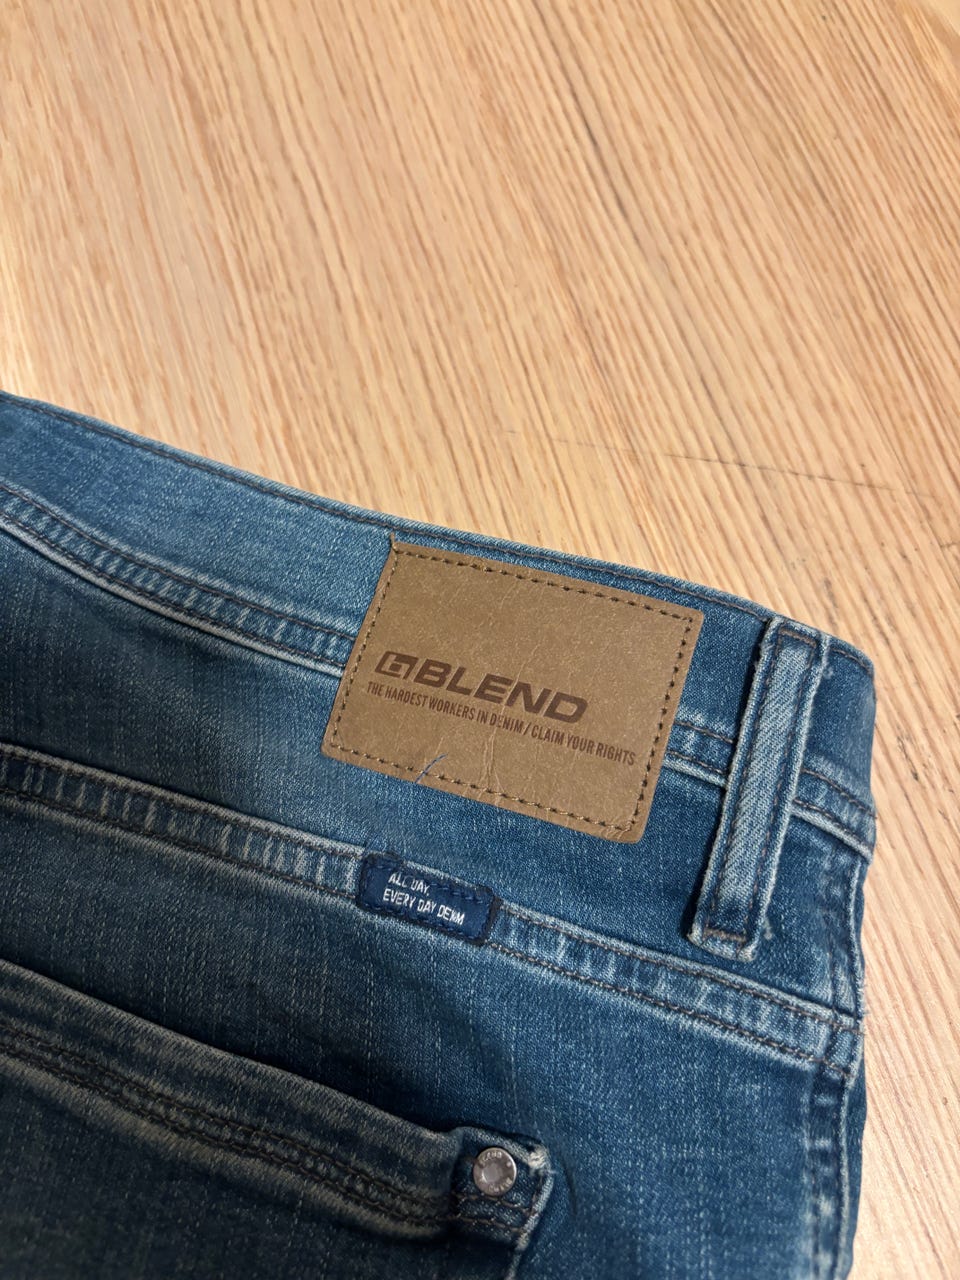 BLEND
THE HARDEST WORKERS IN DENIM / CLAIM YOUR RIGHTS
ALL DAY,
EVERY DAY DENIM